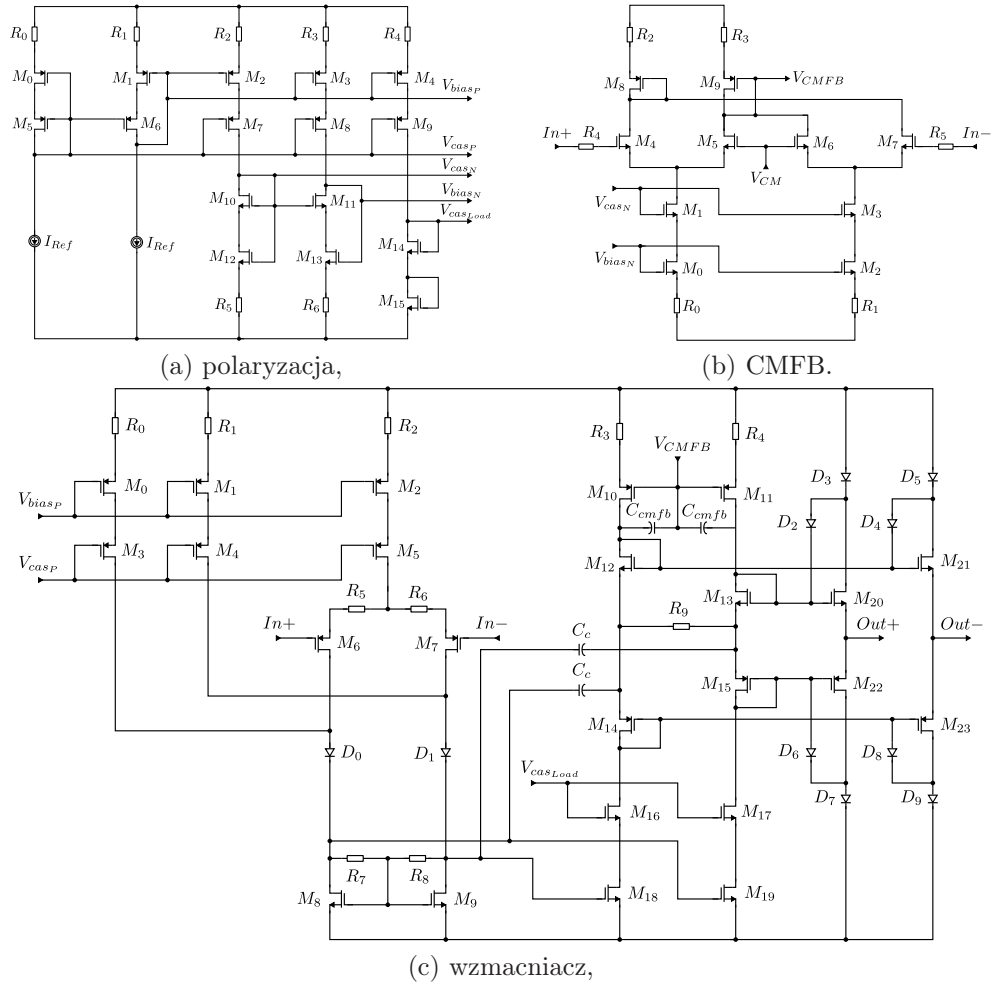 R0 R1 R2 R3 R4
M0 M1 M2 M3 M4
VbiasP
M5 M6 M7 M8 M9
VcasP
VcasN
M10 M11 VbiasN
VcasLoad
IRef IRef M12 M13 M14
R5 R6 M15
(a) polaryzacja,
R2 R3
M8 M9 VCMFB
In+ R4 M4 M5 M6 M7 R5 In−
VCM
VcasN M1 M3
VbiasN M0 M2
R0 R1
(b) CMFB.
R0 R1 R2 R3 R4
VCMFB
VbiasP M0 M1 M2 M10 M11 D3 D5
Ccmfb Ccmfb D2 D4
VcasP M3 M4 M5 M12 M21
R5 R6 M13 M20
In+ M6 M7 In− R9 Out+ Out−
Cc
Cc M15 M22
M14 M23
D0 D1 D6 D8
VcasLoad D7 D9
M16 M17
R7 R8
M8 M9 M18 M19
(c) wzmacniacz,